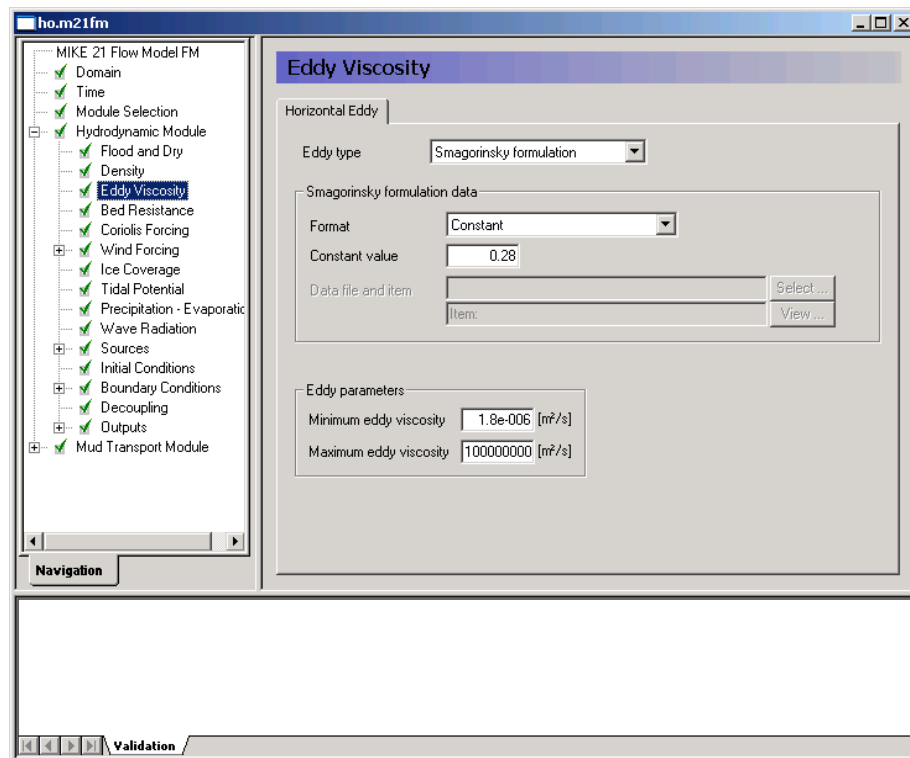 ho.m21fm
MIKE 21 Flow Model FM
Domain
Time
Module Selection
Hydrodynamic Module
Flood and Dry
Density
Eddy Viscosity
Bed Resistance
Coriolis Forcing
Wind Forcing
Ice Coverage
Tidal Potential
Precipitation - Evaporatic
Wave Radiation
Sources
Initial Conditions
Boundary Conditions
Decoupling
Outputs
Mud Transport Module
Navigation
Eddy Viscosity
Horizontal Eddy
Eddy type Smagorinsky formulation
Smagorinsky formulation data
Format Constant
Constant value 0.28
Data file and item Select ...
Item: View ...
Eddy parameters
Minimum eddy viscosity 1.8e-006 [m²/s]
Maximum eddy viscosity 100000000 [m²/s]
Validation